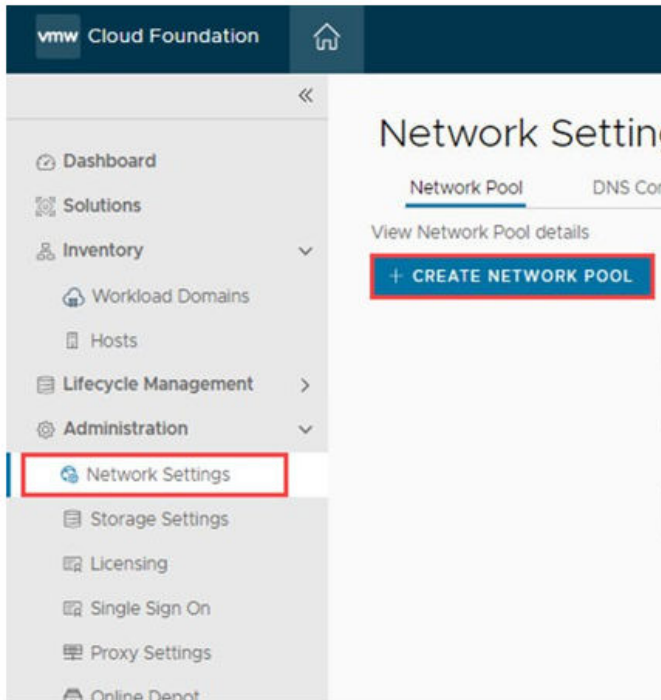 vmw Cloud Foundation
Dashboard
Solutions
Inventory
Workload Domains
Hosts
Lifecycle Management
Administration
Network Settings
Storage Settings
Licensing
Single Sign On
Proxy Settings
Online Depot
Network Settin
Network Pool DNS Co
View Network Pool details
+ CREATE NETWORK POOL